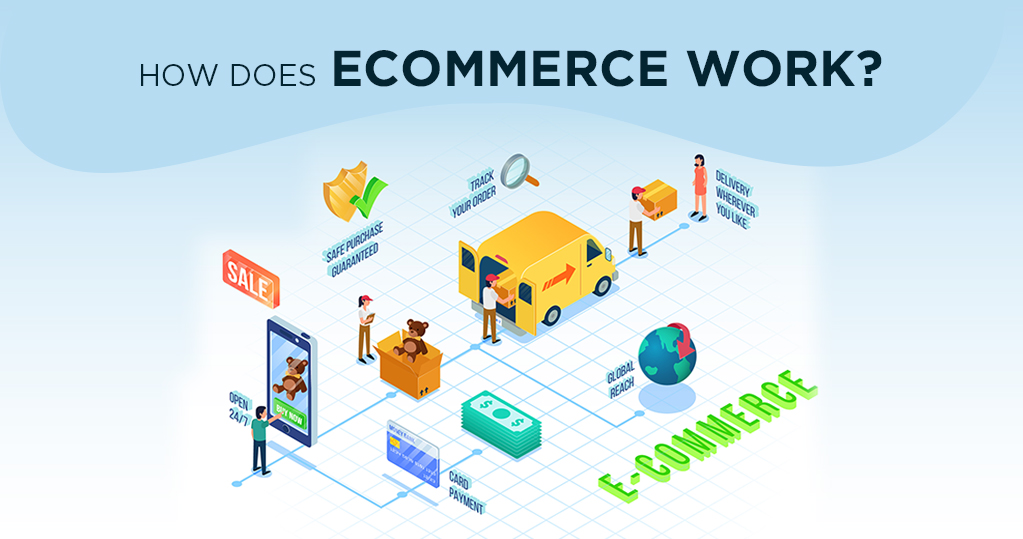 HOW DOES ECOMMERCE WORK?
TRACK
YOUR ORDER
DELIVERY
WHEREVER
YOU LIKE
SAFE PURCHASE
GUARANTEED
SALE
OPEN
24/7
BUY NOW
GLOBAL
REACH
CARD
PAYMENT
E-COMMERCE